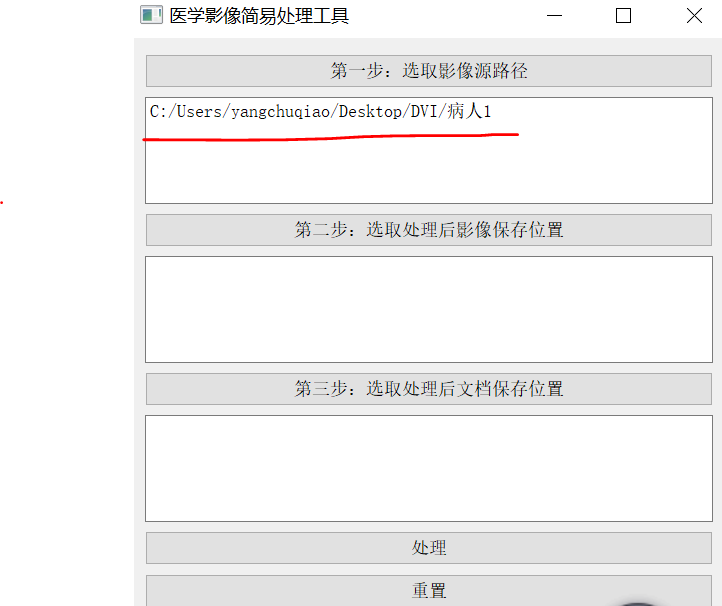 医学影像简易处理工具
第一步：选取影像源路径
C:/Users/yangchuqiao/Desktop/DVI/病人1
第二步：选取处理后影像保存位置
第三步：选取处理后文档保存位置
处理
重置